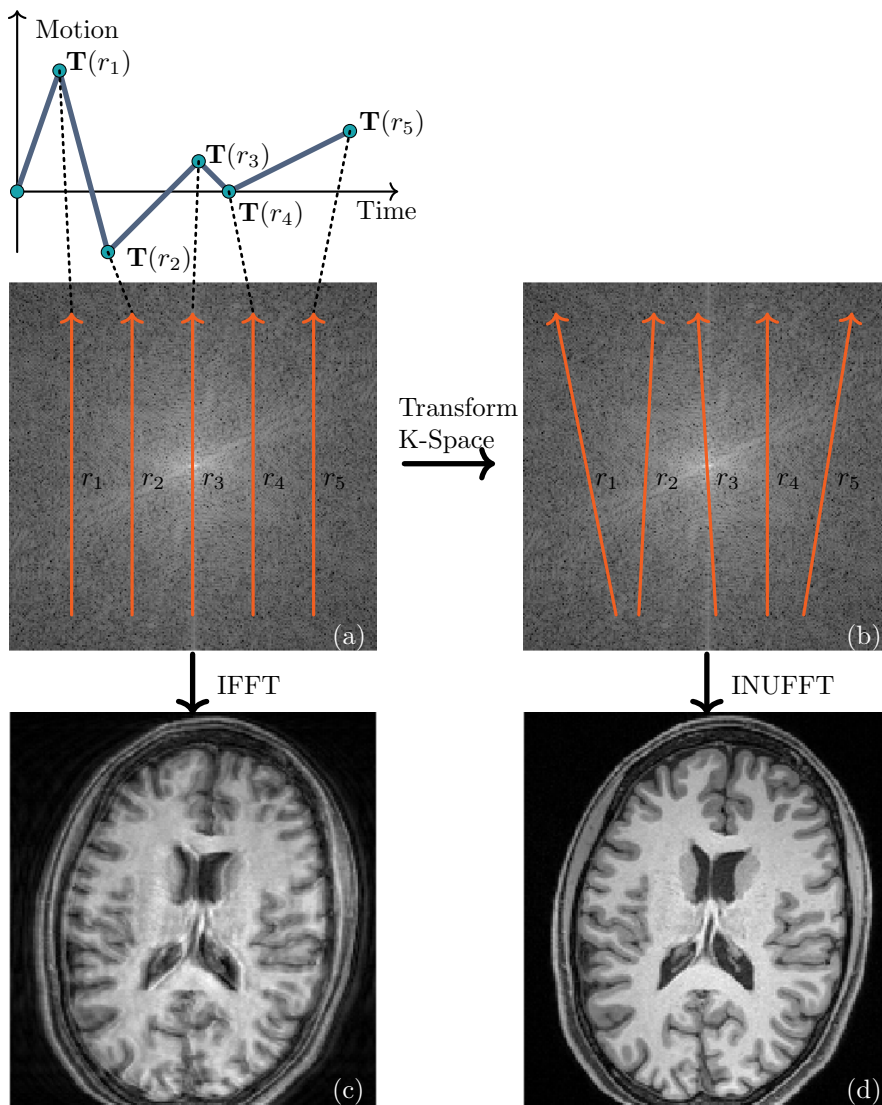 Motion
T(r₁)
T(r₅)
T(r₃)
Time
T(r₄)
T(r₂)
Transform
K-Space
r₁ r₂ r₃ r₄ r₅
r₁ r₂ r₃ r₄ r₅
(a)
(b)
IFFT
INUFFT
(c)
(d)